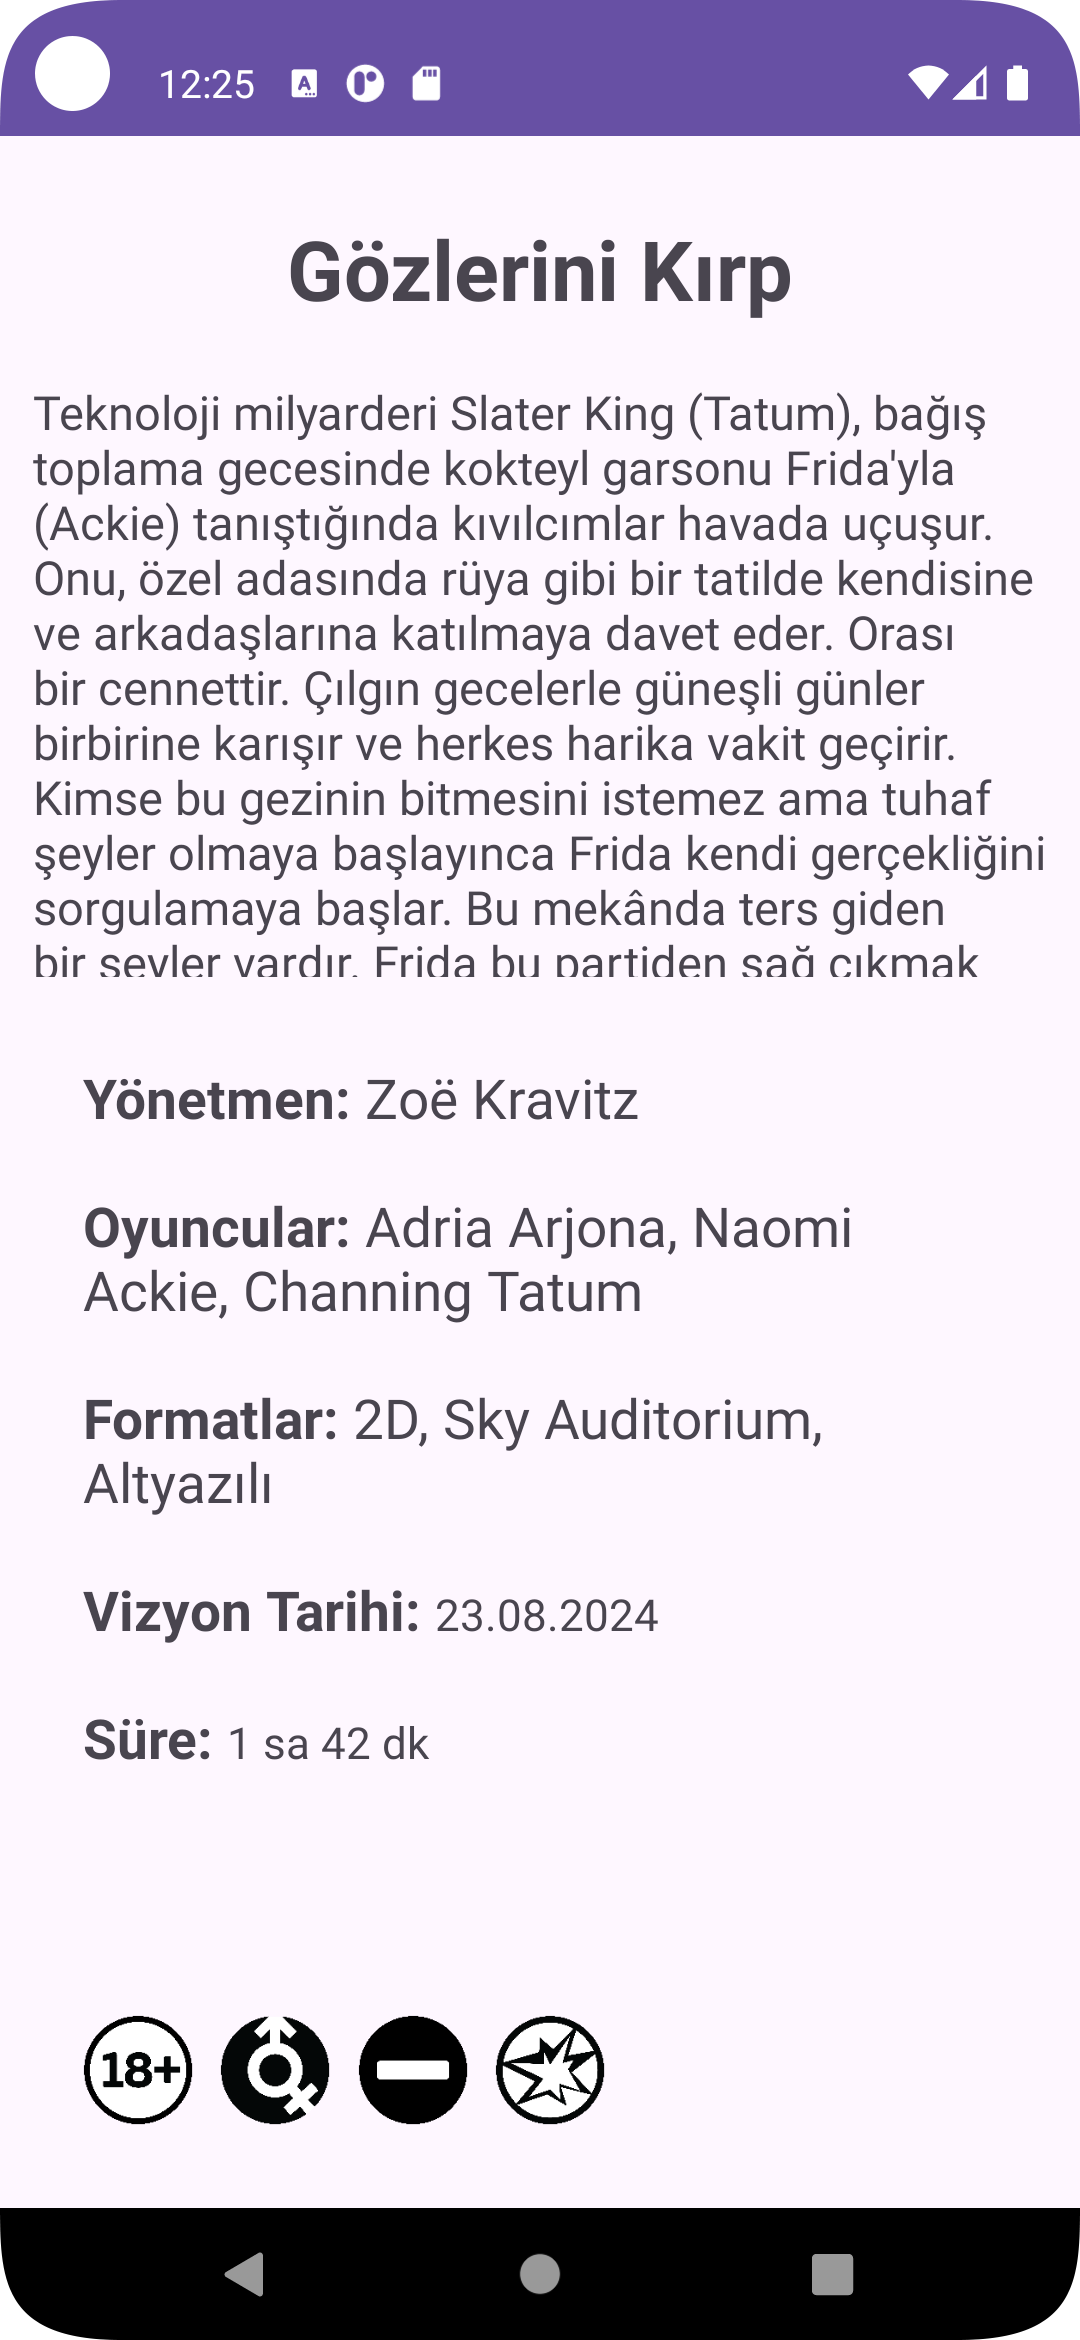 12:25
Gözlerini Kırp
Teknoloji milyarderi Slater King (Tatum), bağış
toplama gecesinde kokteyl garsonu Frida'yla
(Ackie) tanıştığında kıvılcımlar havada uçuşur.
Onu, özel adasında rüya gibi bir tatilde kendisine
ve arkadaşlarına katılmaya davet eder. Orası
bir cennettir. Çılgın gecelerle güneşli günler
birbirine karışır ve herkes harika vakit geçirir.
Kimse bu gezinin bitmesini istemez ama tuhaf
şeyler olmaya başlayınca Frida kendi gerçekliğini
sorgulamaya başlar. Bu mekânda ters giden
bir şeyler vardır. Frida bu partiden sağ çıkmak
Yönetmen: Zoë Kravitz
Oyuncular: Adria Arjona, Naomi
Ackie, Channing Tatum
Formatlar: 2D, Sky Auditorium,
Altyazılı
Vizyon Tarihi: 23.08.2024
Süre: 1 sa 42 dk
18+